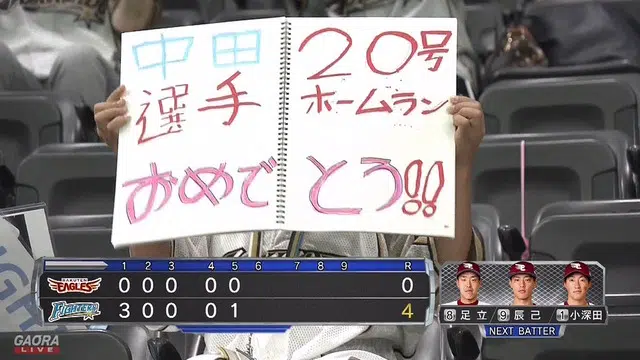 中田 20号
選手 ホームラン
おめで とう!!
1 2 3 4 5 6 7 8 9 R
RAKUTEN EAGLES 0 0 0 0 0 0
FIGHTERS 3 0 0 0 1 4
8 足立 9 辰己 1 小深田
NEXT BATTER
GAORA
LIVE